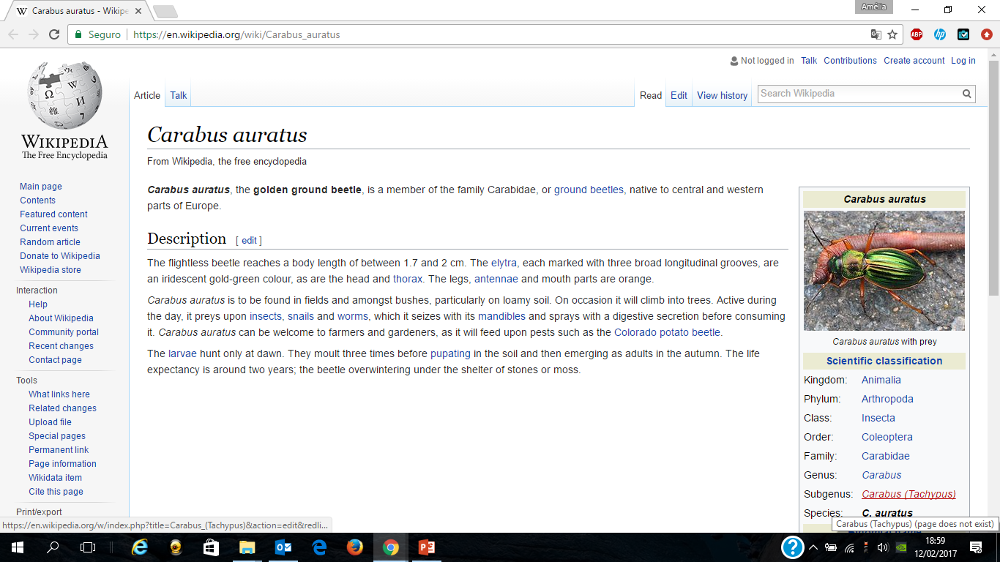 Carabus auratus - Wikipe
Amélia
Seguro
https://en.wikipedia.org/wiki/Carabus_auratus
ABP
hp
Not logged in Talk Contributions Create account Log in
Article Talk
Read Edit View history
Search Wikipedia
WIKIPEDIA
The Free Encyclopedia
Main page
Contents
Featured content
Current events
Random article
Donate to Wikipedia
Wikipedia store
Interaction
Help
About Wikipedia
Community portal
Recent changes
Contact page
Tools
What links here
Related changes
Upload file
Special pages
Permanent link
Page information
Wikidata item
Cite this page
Print/export
Carabus auratus
From Wikipedia, the free encyclopedia
Carabus auratus, the golden ground beetle, is a member of the family Carabidae, or ground beetles, native to central and western
parts of Europe.
Description [ edit ]
The flightless beetle reaches a body length of between 1.7 and 2 cm. The elytra, each marked with three broad longitudinal grooves, are
an iridescent gold-green colour, as are the head and thorax. The legs, antennae and mouth parts are orange.
Carabus auratus is to be found in fields and amongst bushes, particularly on loamy soil. On occasion it will climb into trees. Active during
the day, it preys upon insects, snails and worms, which it seizes with its mandibles and sprays with a digestive secretion before consuming
it. Carabus auratus can be welcome to farmers and gardeners, as it will feed upon pests such as the Colorado potato beetle.
The larvae hunt only at dawn. They moult three times before pupating in the soil and then emerging as adults in the autumn. The life
expectancy is around two years; the beetle overwintering under the shelter of stones or moss.
Carabus auratus
Carabus auratus with prey
Scientific classification
Kingdom: Animalia
Phylum: Arthropoda
Class: Insecta
Order: Coleoptera
Family: Carabidae
Genus: Carabus
Subgenus: Carabus (Tachypus)
Species: C. auratus
Carabus (Tachypus) (page does not exist)
https://en.wikipedia.org/w/index.php?title=Carabus_(Tachypus)&action=edit&redli...
18:59
12/02/2017